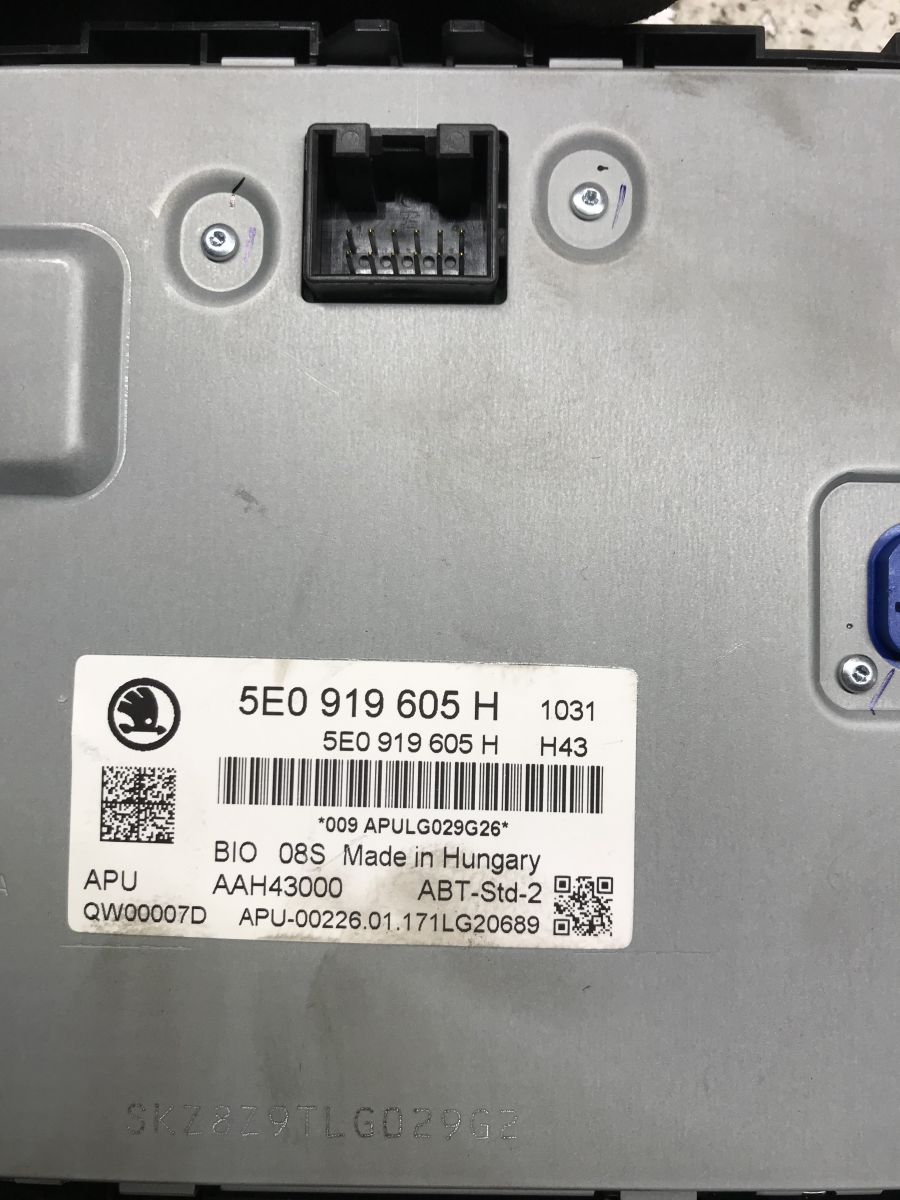 5E0 919 605 H 1031
5E0 919 605 H H43
*009 APULG029G26*
BIO 08S Made in Hungary
APU AAH43000 ABT-Std-2
QW00007D APU-00226.01.171LG20689
SKZ8Z9TLG029G2